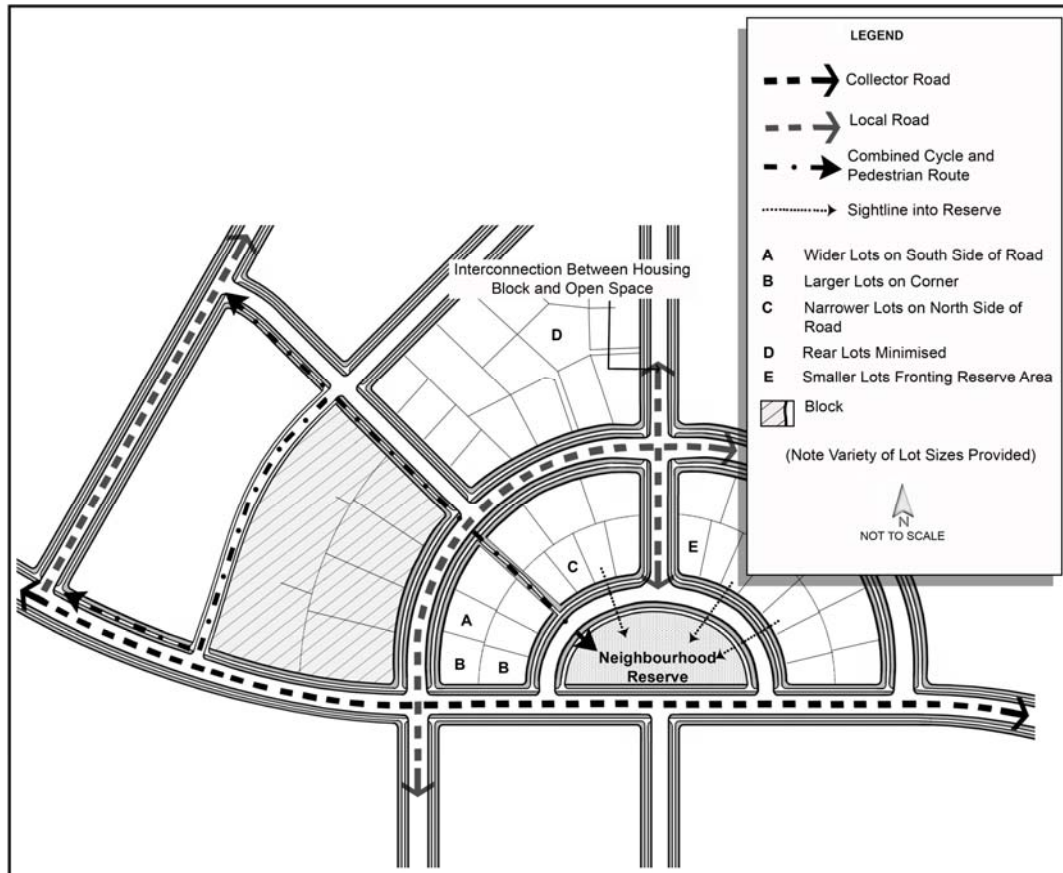 LEGEND
Collector Road
Local Road
Combined Cycle and
Pedestrian Route
Sightline into Reserve
A Wider Lots on South Side of Road
B Larger Lots on Corner
C Narrower Lots on North Side of
Road
D Rear Lots Minimised
E Smaller Lots Fronting Reserve Area
Block
(Note Variety of Lot Sizes Provided)
N
NOT TO SCALE
Interconnection Between Housing
Block and Open Space
D
E
C
A
B B
Neighbourhood
Reserve